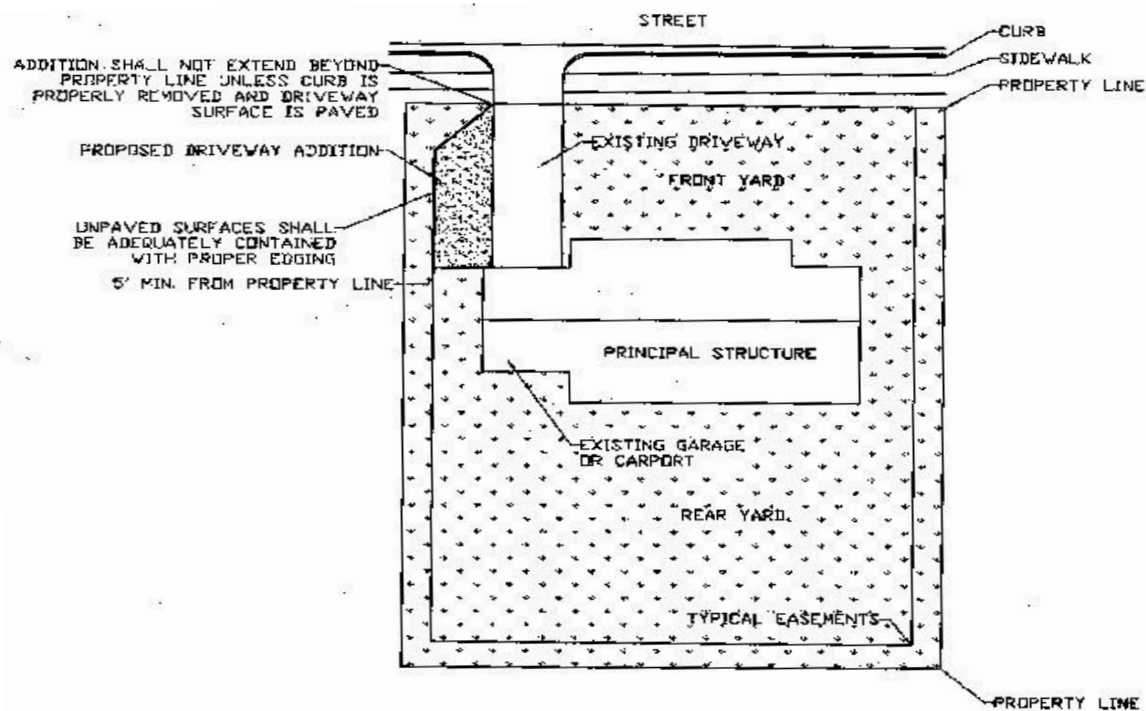 STREET
CURB
SIDEWALK
PROPERTY LINE
ADDITION SHALL NOT EXTEND BEYOND
PROPERTY LINE UNLESS CURB IS
PROPERLY REMOVED AND DRIVEWAY
SURFACE IS PAVED
PROPOSED DRIVEWAY ADDITION
UNPAVED SURFACES SHALL
BE ADEQUATELY CONTAINED
WITH PROPER EDGING
5' MIN. FROM PROPERTY LINE
EXISTING DRIVEWAY
FRONT YARD
PRINCIPAL STRUCTURE
EXISTING GARAGE
OR CARPORT
REAR YARD
TYPICAL EASEMENTS
PROPERTY LINE